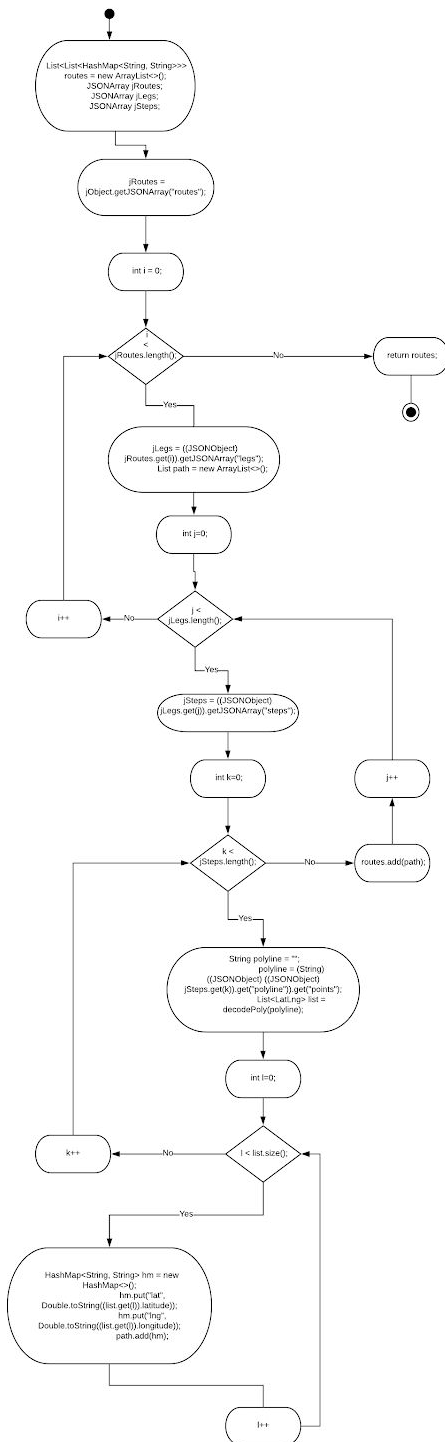 List<List<HashMap<String, String>>>
routes = new ArrayList<>();
JSONArray jRoutes;
JSONArray jLegs;
JSONArray jSteps;
jRoutes =
jObject.getJSONArray("routes");
int i = 0;
i
<
jRoutes.length();
No
return routes;
Yes
jLegs = ((JSONObject)
jRoutes.get(i)).getJSONArray("legs");
List path = new ArrayList<>();
int j=0;
j <
jLegs.length();
No
i++
Yes
jSteps = ((JSONObject)
jLegs.get(j)).getJSONArray("steps");
int k=0;
j++
k <
jSteps.length();
No
routes.add(path);
Yes
String polyline = "";
polyline = (String)
((JSONObject) ((JSONObject)
jSteps.get(k)).get("polyline")).get("points");
List<LatLng> list =
decodePoly(polyline);
int l=0;
l < list.size();
No
k++
Yes
HashMap<String, String> hm = new
HashMap<>();
hm.put("lat",
Double.toString((list.get(l)).latitude));
hm.put("lng",
Double.toString((list.get(l)).longitude));
path.add(hm);
l++